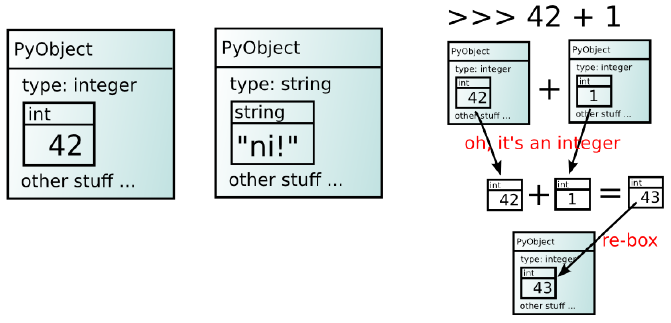 PyObject
type: integer
int
42
other stuff ...
PyObject
type: string
string
"ni!"
other stuff ...
>>> 42 + 1
PyObject
type: integer
int
42
other stuff ...
+
PyObject
type: integer
int
1
other stuff ...
oh, it's an integer
int
42
+
int
1
=
int
43
re-box
PyObject
type: integer
int
43
other stuff ...